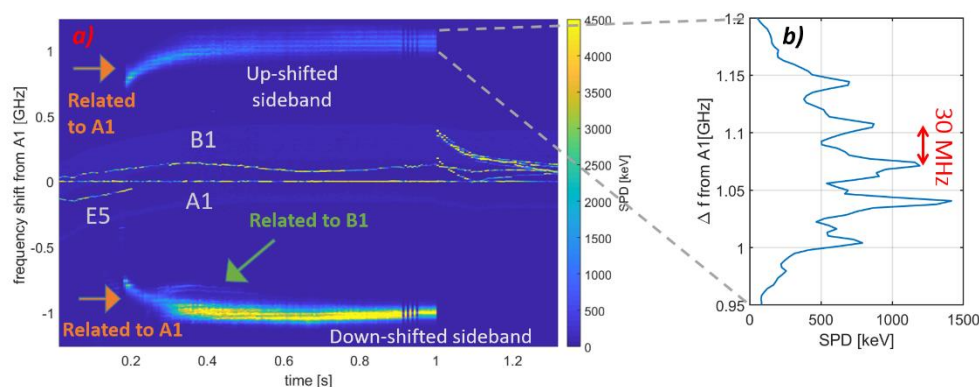 a)
Related
to A1
Up-shifted
sideband
B1
A1
E5
Related to B1
Related to A1
Down-shifted sideband
frequency shift from A1 [GHz]
1
0.5
0
-0.5
-1
0.2
0.4
0.6
0.8
1
1.2
time [s]
4500
4000
3500
3000
2500
2000
1500
1000
500
0
SPD [keV]
b)
30 MHz
Δ f from A1[GHz]
1.2
1.15
1.1
1.05
1
0.95
0
500
1000
1500
SPD [keV]